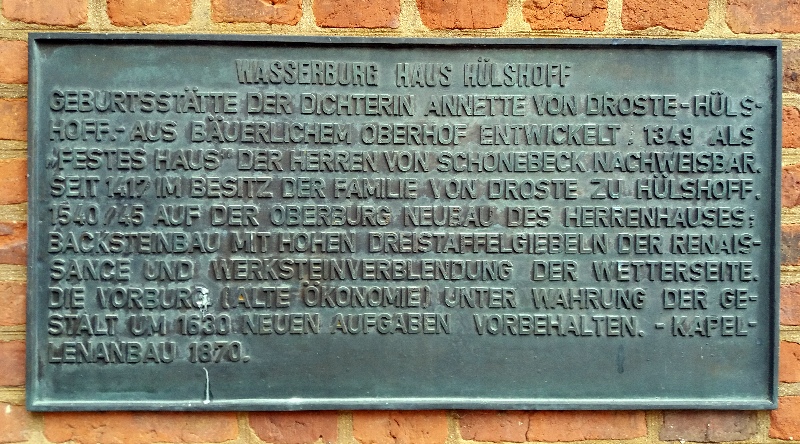 WASSERBURG HAUS HÜLSHOFF
GEBURTSSTÄTTE DER DICHTERIN ANNETTE VON DROSTE-HÜLS-
HOFF.- AUS BÄUERLICHEM OBERHOF ENTWICKELT. 1349 ALS
„FESTES HAUS“ DER HERREN VON SCHONEBECK NACHWEISBAR.
SEIT 1417 IM BESITZ DER FAMILIE VON DROSTE ZU HÜLSHOFF.
1540/45 AUF DER OBERBURG NEUBAU DES HERRENHAUSES:
BACKSTEINBAU MIT HOHEN DREISTAFFELGIEBELN DER RENAIS-
SANCE UND WERKSTEINVERBLENDUNG DER WETTERSEITE.
DIE VORBURG (ALTE ÖKONOMIE) UNTER WAHRUNG DER GE-
STALT UM 1630 NEUEN AUFGABEN VORBEHALTEN. - KAPEL-
LENANBAU 1870.